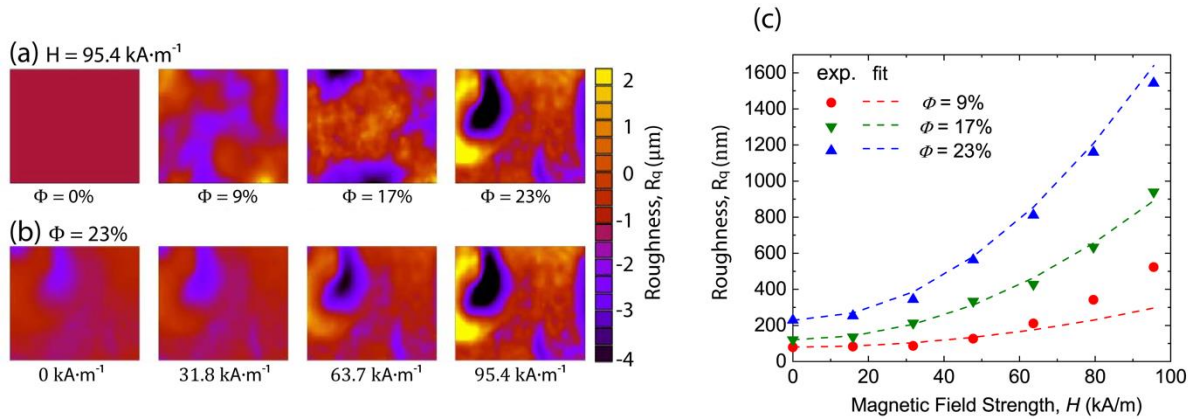 (a) H = 95.4 kA·m⁻¹
Φ = 0%
Φ = 9%
Φ = 17%
Φ = 23%
(b) Φ = 23%
0 kA·m⁻¹
31.8 kA·m⁻¹
63.7 kA·m⁻¹
95.4 kA·m⁻¹
2
1
0
-1
-2
-3
-4
Roughness, Rq(μm)
(c)
exp. fit
Φ = 9%
Φ = 17%
Φ = 23%
1600
1400
1200
1000
800
600
400
200
0
Roughness, Rq (nm)
0 20 40 60 80 100
Magnetic Field Strength, H (kA/m)